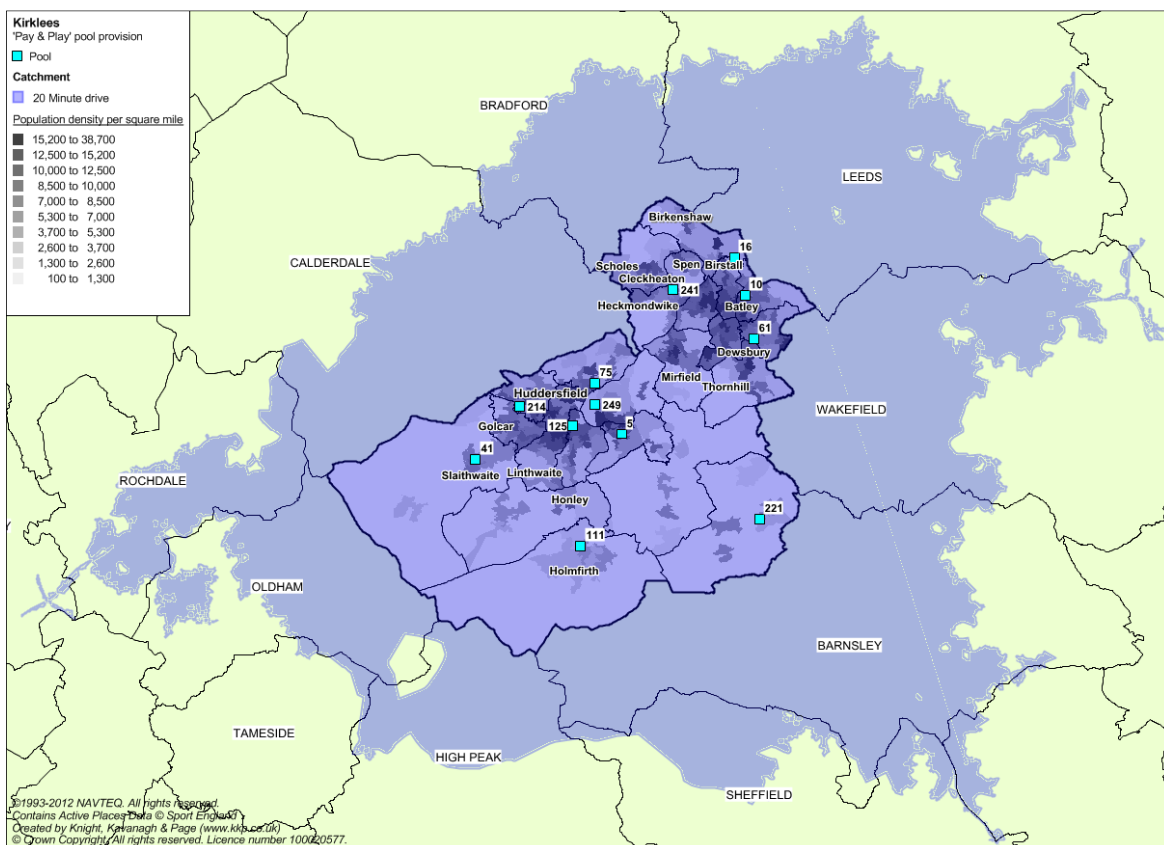 Kirklees
'Pay & Play' pool provision
Pool
Catchment
20 Minute drive
Population density per square mile
15,200 to 38,700
12,500 to 15,200
10,000 to 12,500
8,500 to 10,000
7,000 to 8,500
5,300 to 7,000
3,700 to 5,300
2,600 to 3,700
1,300 to 2,600
100 to 1,300
BRADFORD
LEEDS
Birkenshaw
16
CALDERDALE
Scholes
Spen
Birstall
Cleckheaton
10
241
Heckmondwike
Batley
61
Dewsbury
75
Mirfield
Thornhill
Huddersfield
214
249
WAKEFIELD
Golcar
125
5
41
Slaithwaite
Linthwaite
ROCHDALE
Honley
221
111
Holmfirth
OLDHAM
BARNSLEY
TAMESIDE
HIGH PEAK
SHEFFIELD
©1993-2012 NAVTEQ. All rights reserved.
Contains Active Places Data © Sport England
Created by Knight, Kavanagh & Page (www.kkp.co.uk)
© Crown Copyright. All rights reserved. Licence number 100020577.